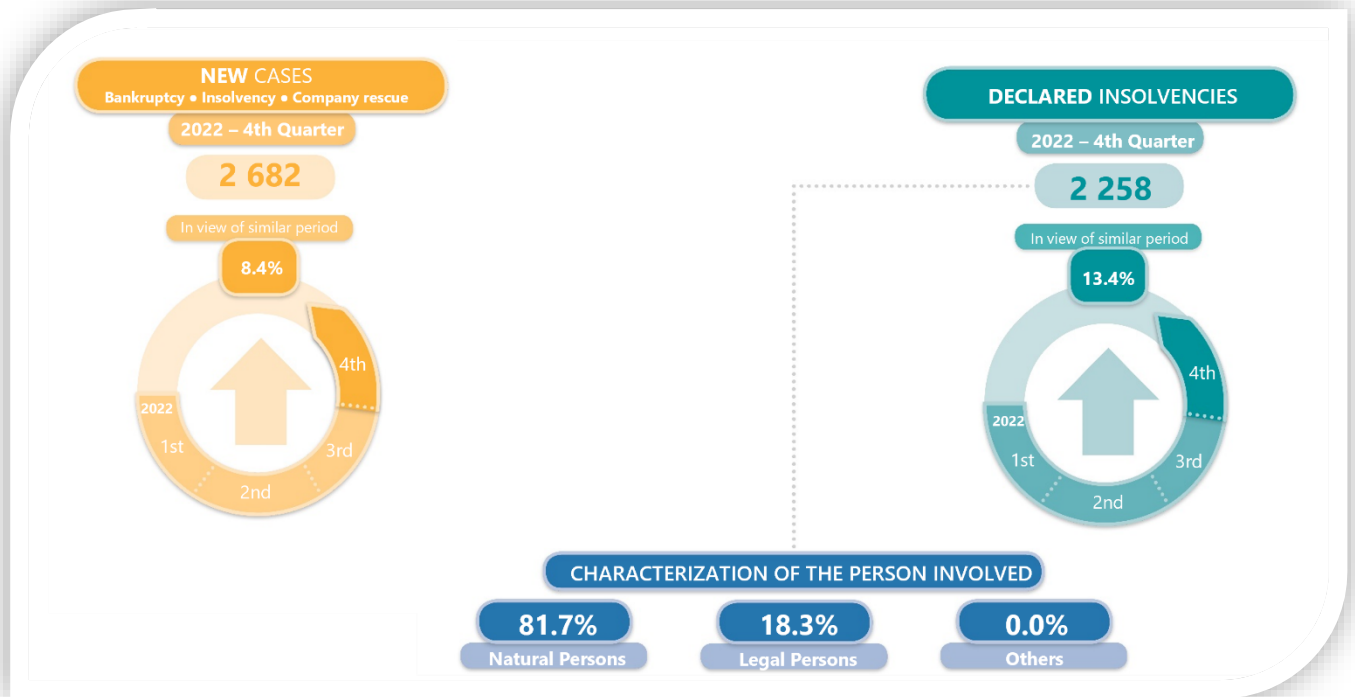 NEW CASES
Bankruptcy ● Insolvency ● Company rescue
2022 – 4th Quarter
2 682
In view of similar period
8.4%
4th
2022
1st
3rd
2nd
DECLARED INSOLVENCIES
2022 – 4th Quarter
2 258
In view of similar period
13.4%
4th
2022
1st
3rd
2nd
CHARACTERIZATION OF THE PERSON INVOLVED
81.7%
Natural Persons
18.3%
Legal Persons
0.0%
Others